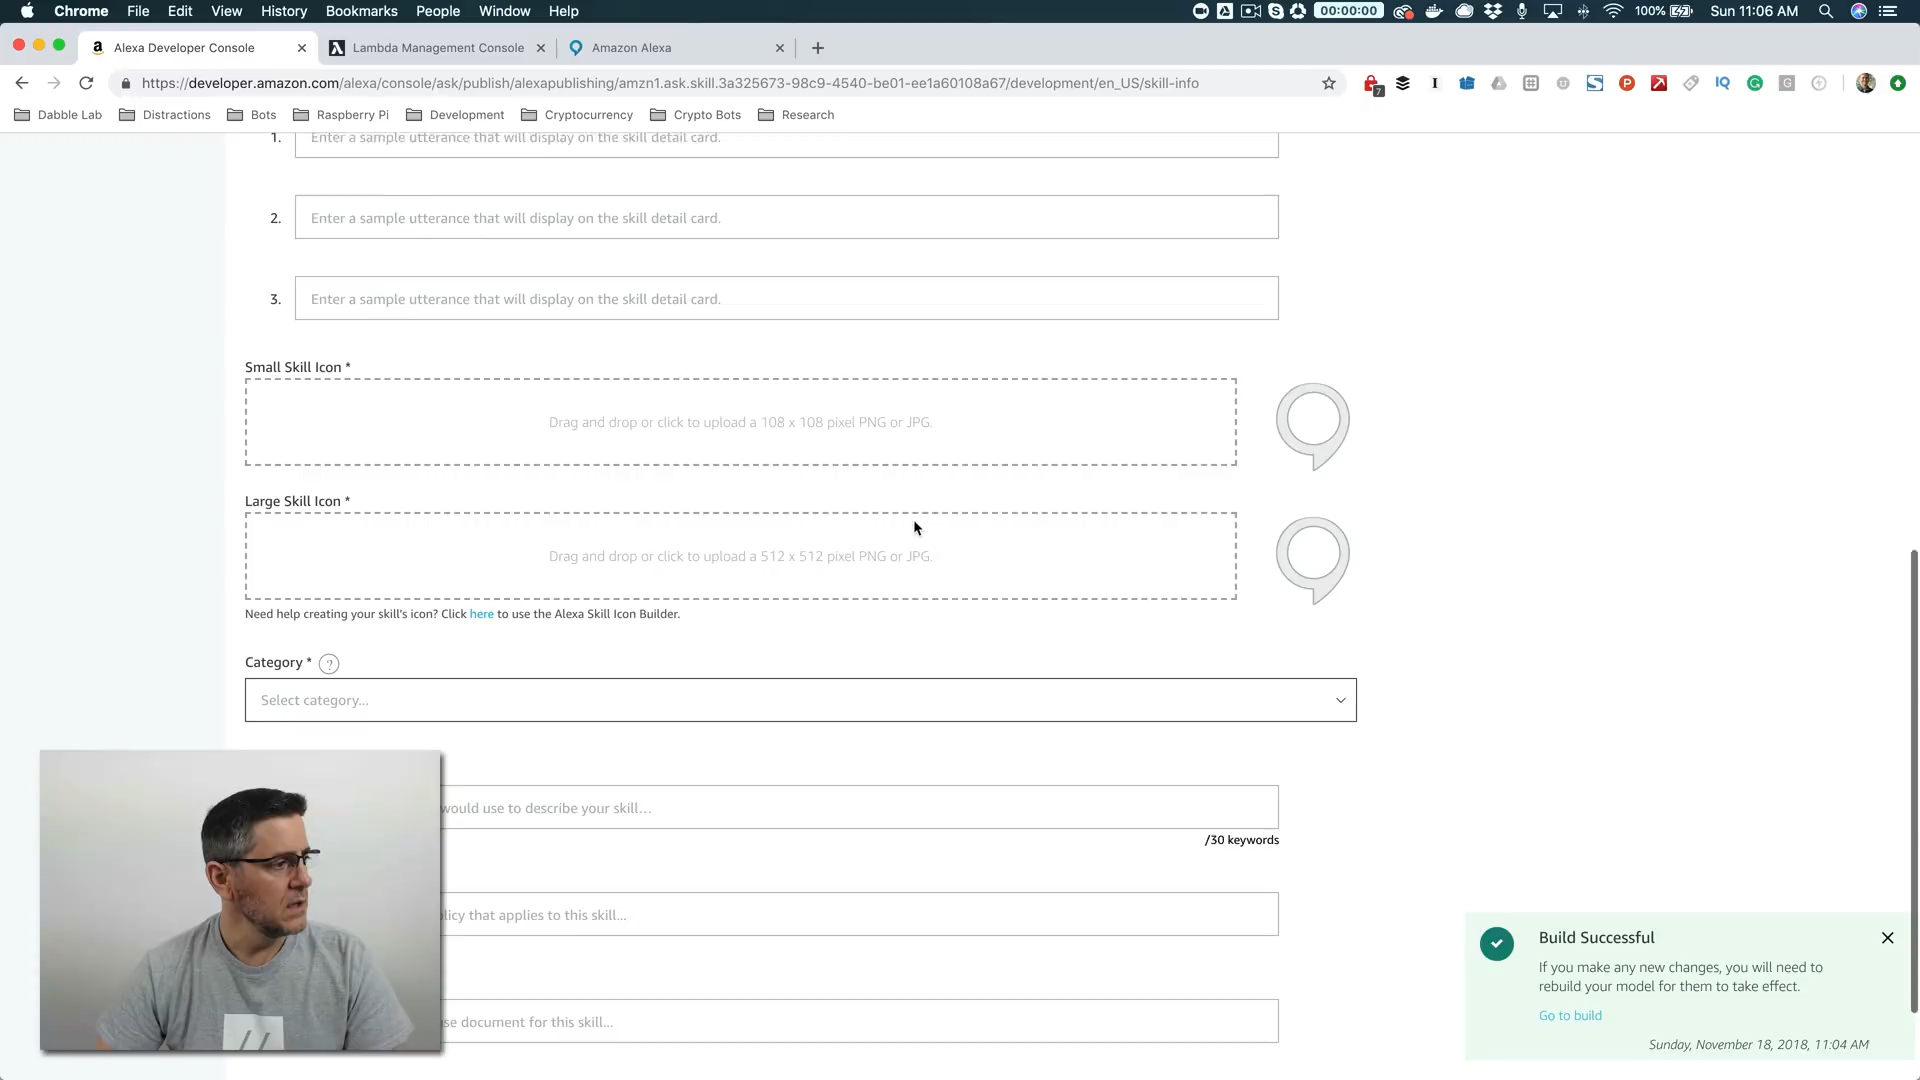 Chrome File Edit View History Bookmarks People Window Help
00:00:00 100% Sun 11:06 AM
Alexa Developer Console
Lambda Management Console
Amazon Alexa
https://developer.amazon.com/alexa/console/ask/publish/alexapublishing/amzn1.ask.skill.3a325673-98c9-4540-be01-ee1a60108a67/development/en_US/skill-info
7
Dabble Lab Distractions Bots Raspberry Pi Development Cryptocurrency Crypto Bots Research
1. Enter a sample utterance that will display on the skill detail card.
2. Enter a sample utterance that will display on the skill detail card.
3. Enter a sample utterance that will display on the skill detail card.
Small Skill Icon *
Drag and drop or click to upload a 108 x 108 pixel PNG or JPG.
Large Skill Icon *
Drag and drop or click to upload a 512 x 512 pixel PNG or JPG.
Need help creating your skill's icon? Click here to use the Alexa Skill Icon Builder.
Category * ?
Select category...
would use to describe your skill...
/30 keywords
licy that applies to this skill...
se document for this skill...
Build Successful
If you make any new changes, you will need to
rebuild your model for them to take effect.
Go to build
Sunday, November 18, 2018, 11:04 AM
//